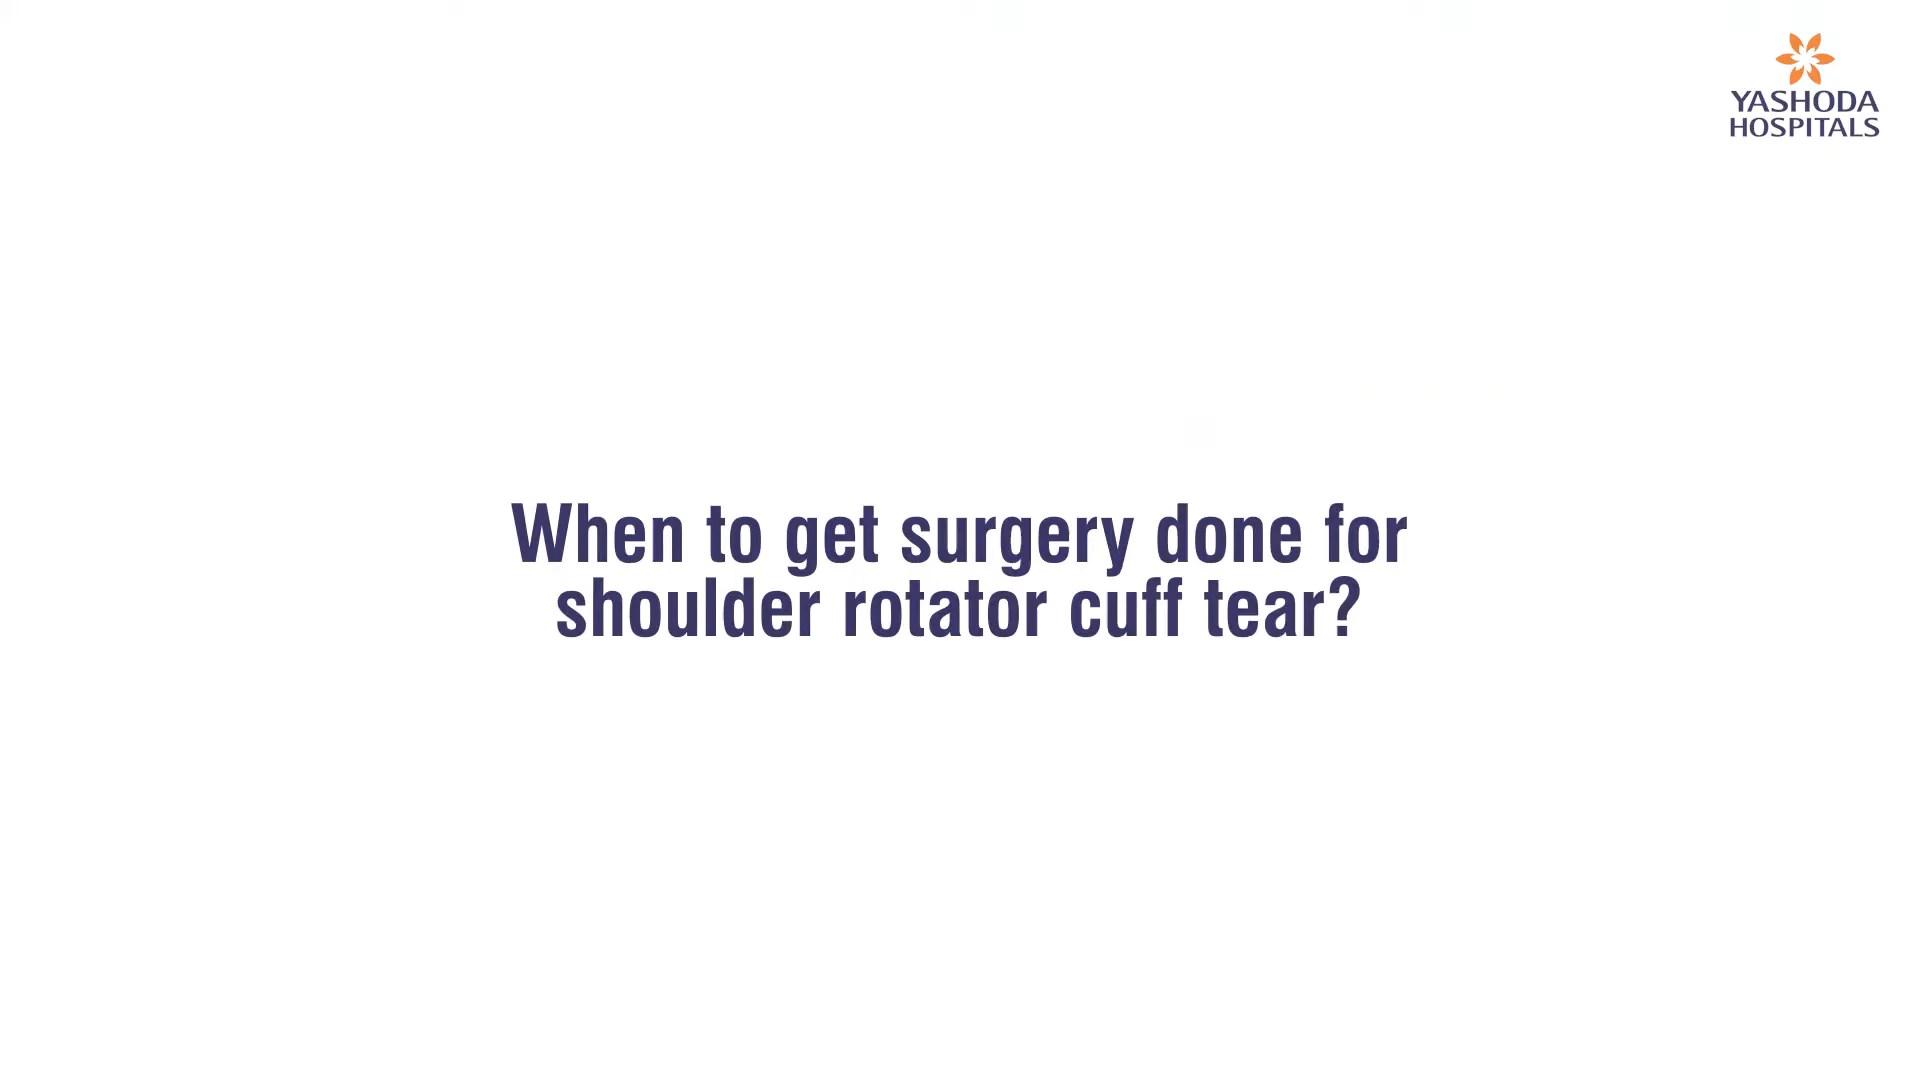 YASHODA
HOSPITALS
When to get surgery done for
shoulder rotator cuff tear?